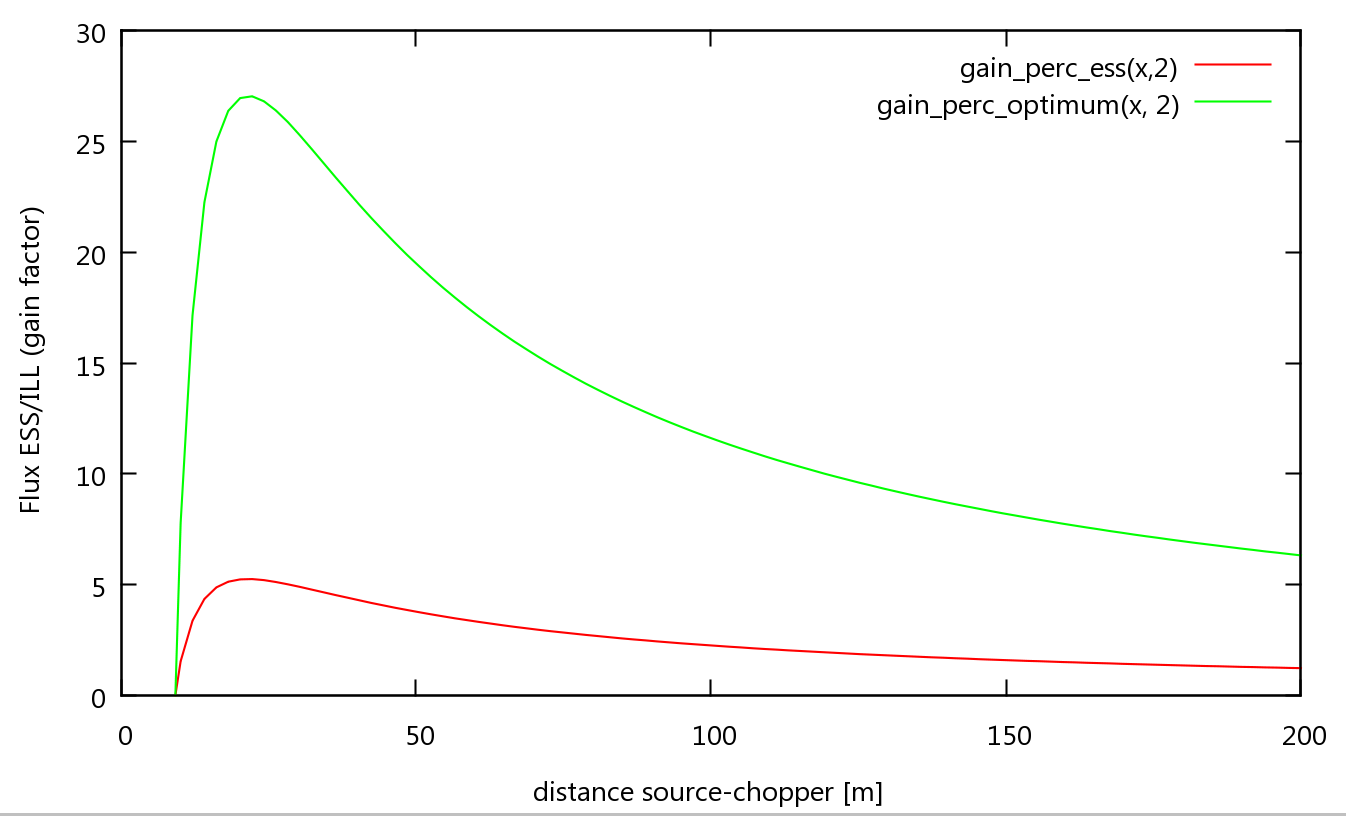 30
25
20
15
10
5
0
Flux ESS/ILL (gain factor)
gain_perc_ess(x,2)
gain_perc_optimum(x, 2)
0 50 100 150 200
distance source-chopper [m]